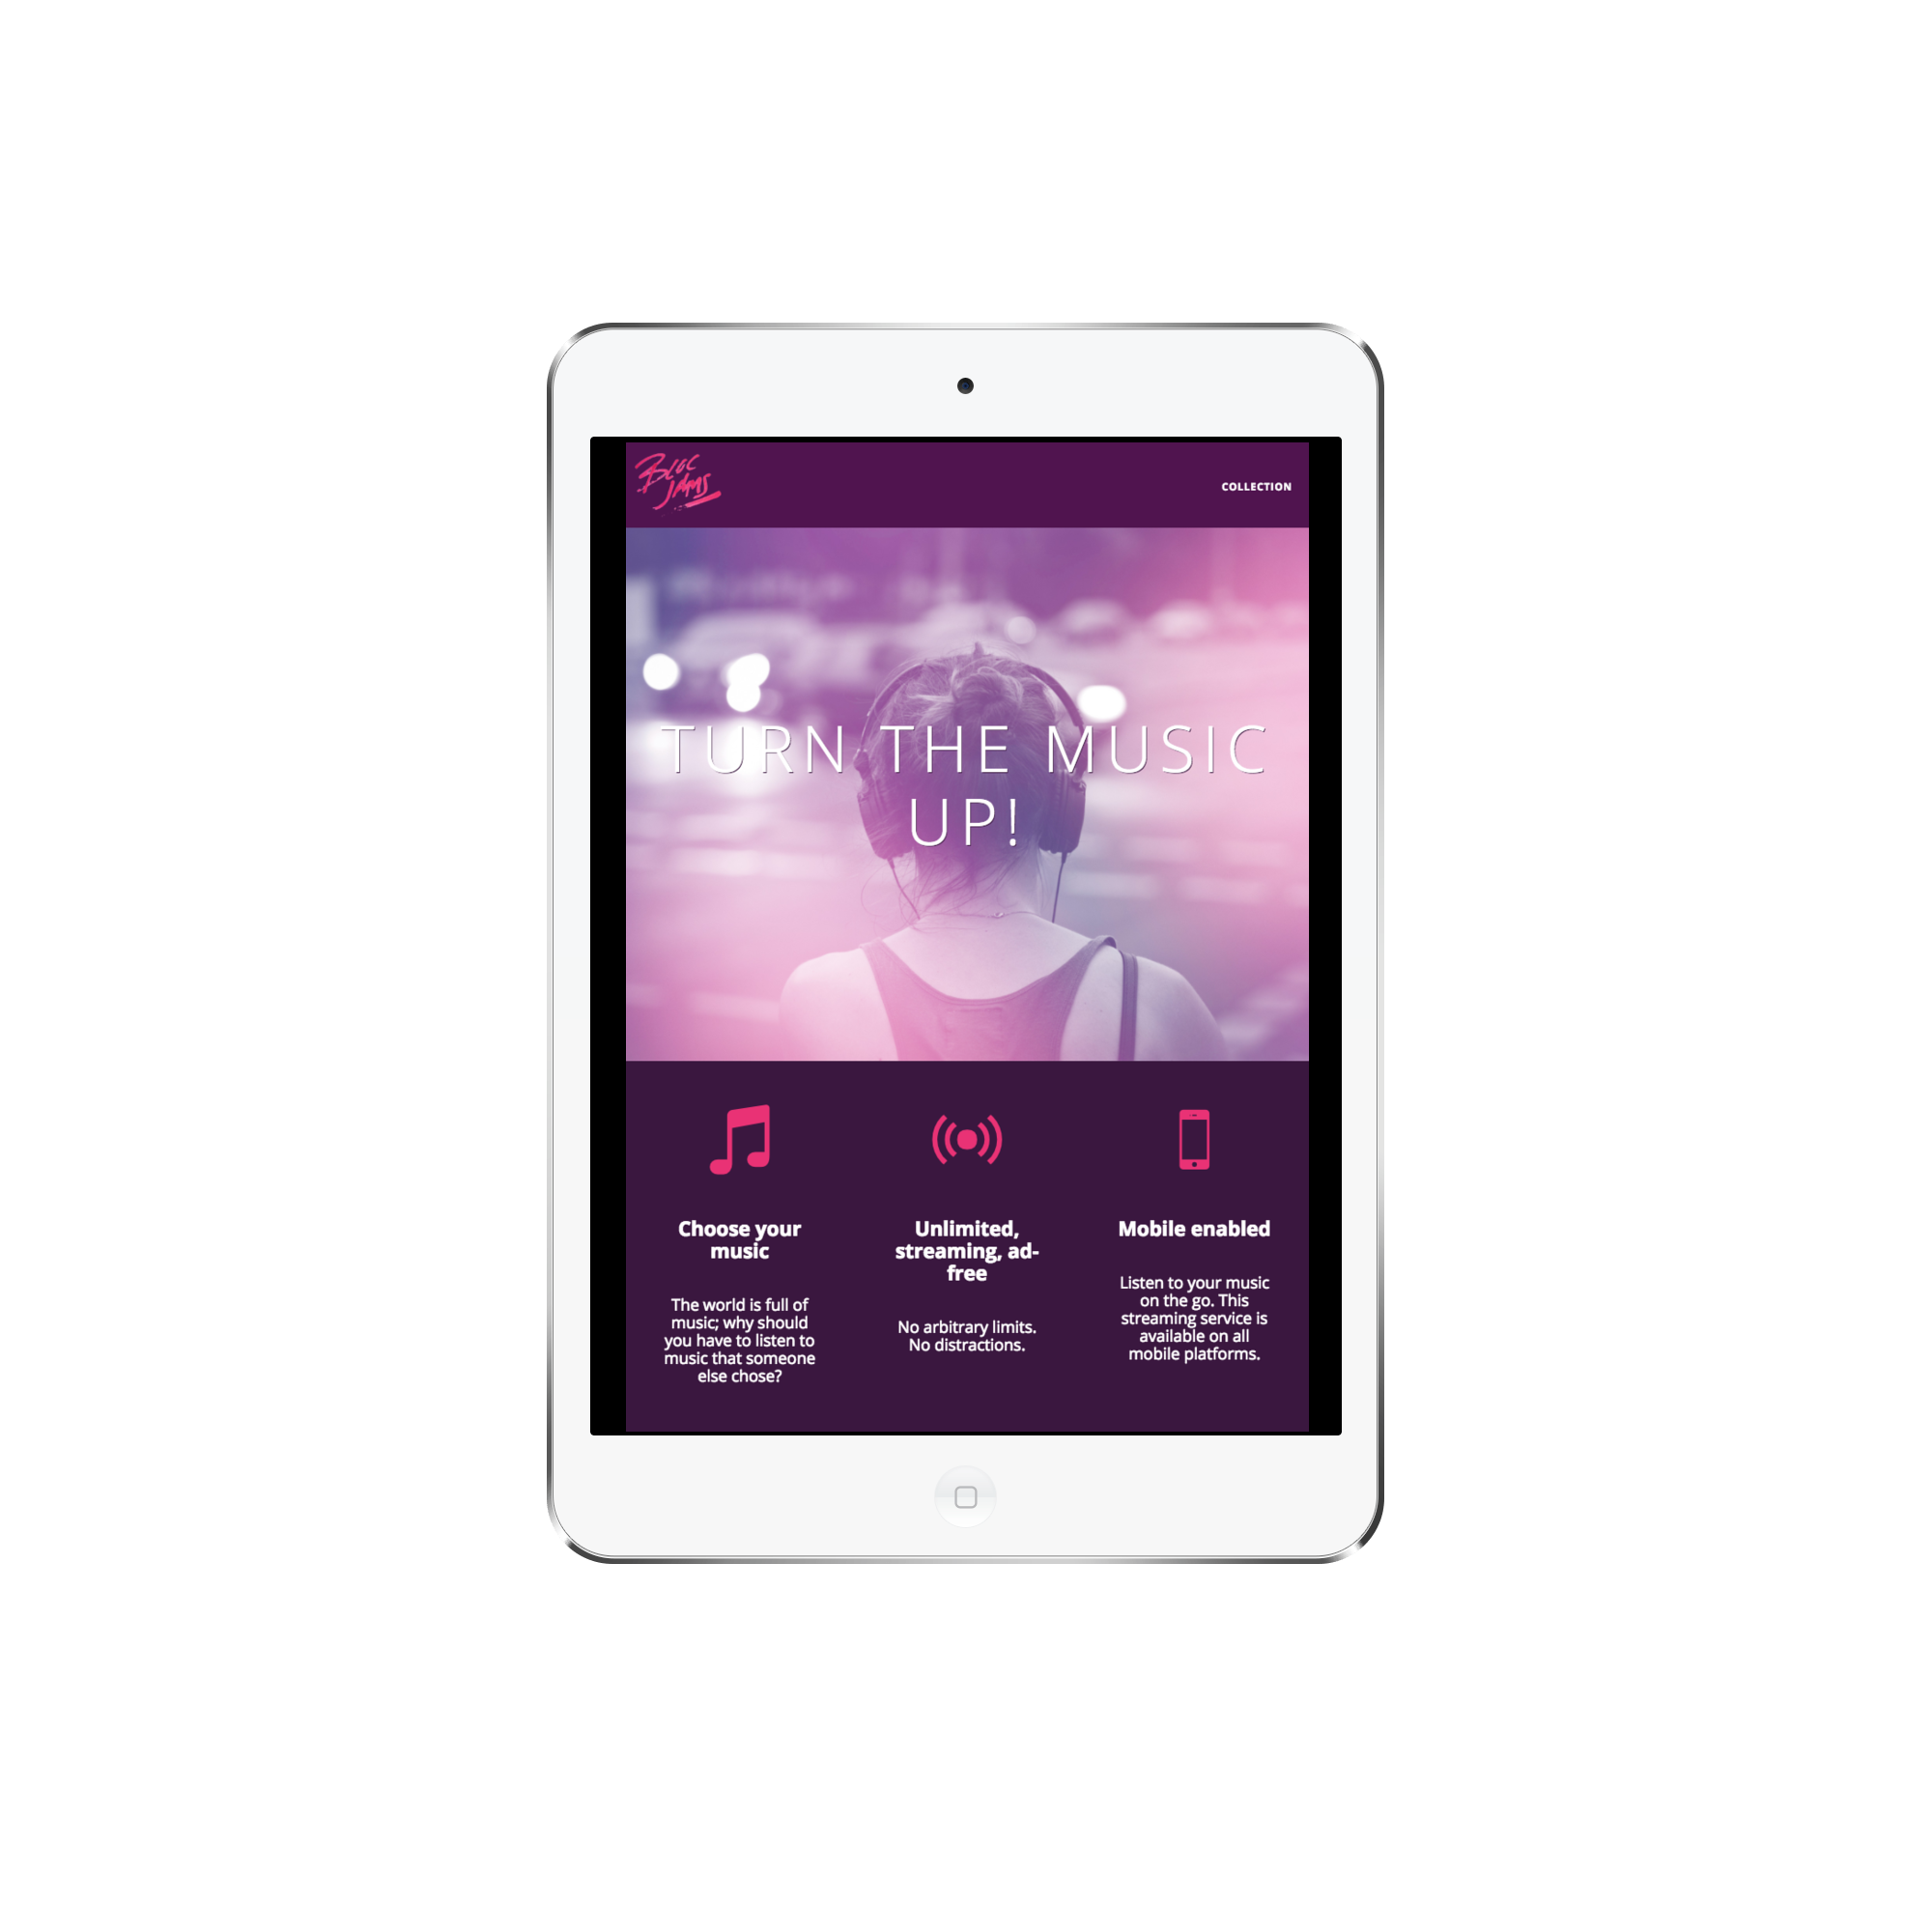 BLOC
JAMS
COLLECTION
TURN THE MUSIC
UP!
Choose your
music
The world is full of
music; why should
you have to listen to
music that someone
else chose?
Unlimited,
streaming, ad-
free
No arbitrary limits.
No distractions.
Mobile enabled
Listen to your music
on the go. This
streaming service is
available on all
mobile platforms.